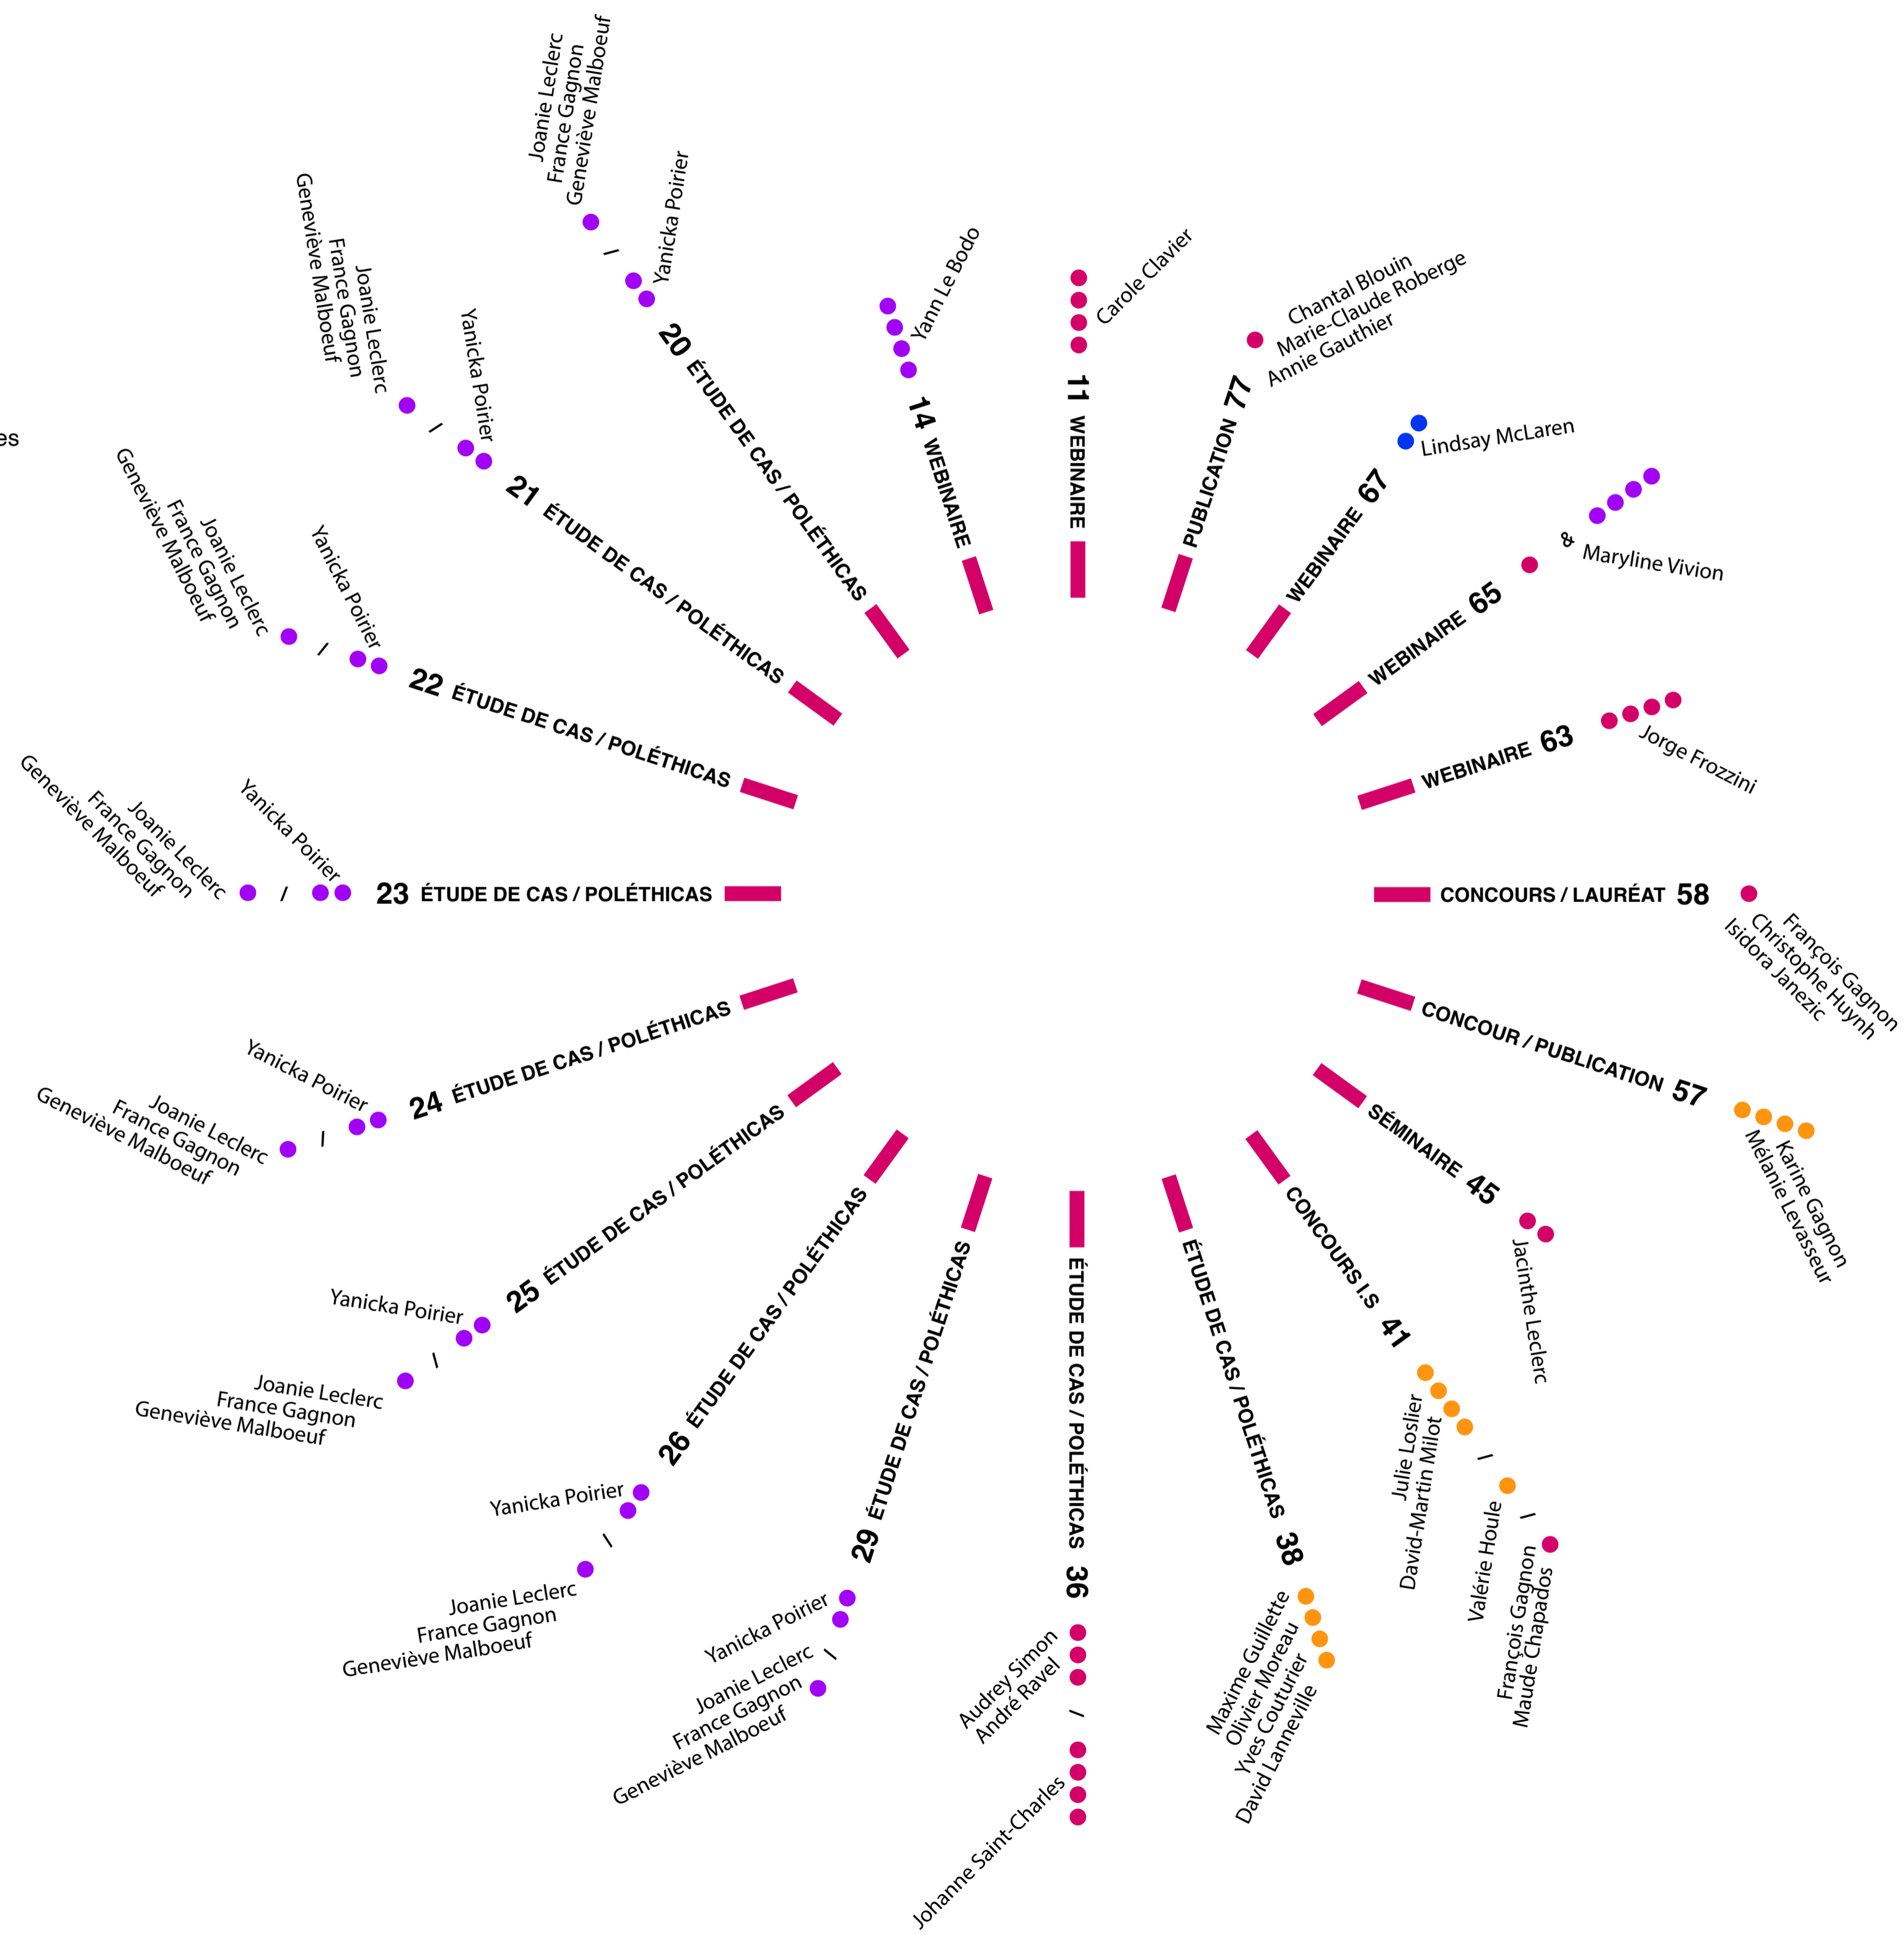 11 WEBINAIRE
Carole Clavier
PUBLICATION 77
Chantal Blouin
Marie-Claude Roberge
Annie Gauthier
WEBINAIRE 67
Lindsay McLaren
WEBINAIRE 65
&
Maryline Vivion
WEBINAIRE 63
Jorge Frozzini
CONCOURS / LAURÉAT 58
François Gagnon
Christophe Huynh
Isidora Janezic
CONCOUR / PUBLICATION 57
Karine Gagnon
Mélanie Levasseur
SÉMINAIRE 45
Jacinthe Leclerc
CONCOURS I.S 41
Julie Loslier
David-Martin Milot
/
Valérie Houle
/
François Gagnon
Maude Chapados
ÉTUDE DE CAS / POLÉTHICAS 38
Maxime Guillette
Olivier Moreau
Yves Couturier
David Lanneville
ÉTUDE DE CAS / POLÉTHICAS 36
Audrey Simon
André Ravel
/
Johanne Saint-Charles
29 ÉTUDE DE CAS / POLÉTHICAS
Yanicka Poirier
/
Joanie Leclerc
France Gagnon
Geneviève Malboeuf
26 ÉTUDE DE CAS / POLÉTHICAS
Yanicka Poirier
/
Joanie Leclerc
France Gagnon
Geneviève Malboeuf
25 ÉTUDE DE CAS / POLÉTHICAS
Yanicka Poirier
/
Joanie Leclerc
France Gagnon
Geneviève Malboeuf
24 ÉTUDE DE CAS / POLÉTHICAS
Yanicka Poirier
/
Joanie Leclerc
France Gagnon
Geneviève Malboeuf
23 ÉTUDE DE CAS / POLÉTHICAS
Yanicka Poirier
/
Joanie Leclerc
France Gagnon
Geneviève Malboeuf
22 ÉTUDE DE CAS / POLÉTHICAS
Yanicka Poirier
/
Joanie Leclerc
France Gagnon
Geneviève Malboeuf
21 ÉTUDE DE CAS / POLÉTHICAS
Yanicka Poirier
/
Joanie Leclerc
France Gagnon
Geneviève Malboeuf
20 ÉTUDE DE CAS / POLÉTHICAS
Yanicka Poirier
/
Joanie Leclerc
France Gagnon
Geneviève Malboeuf
14 WEBINAIRE
Yann Le Bodo